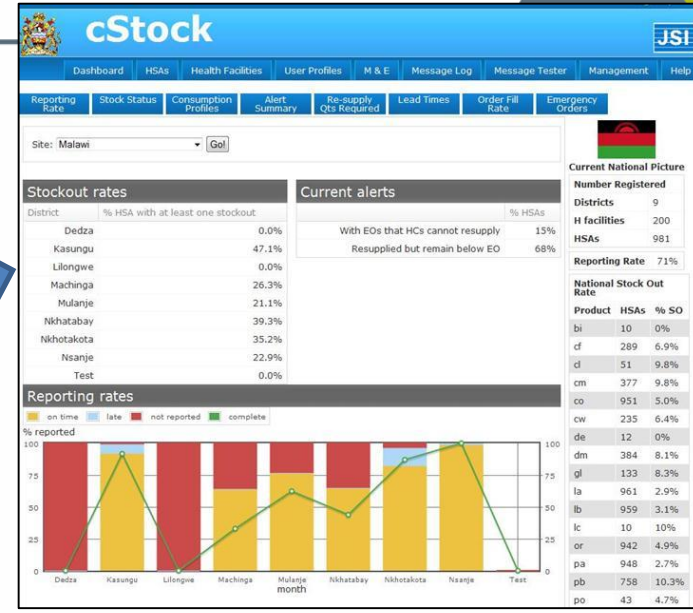 cStock
JSI
Dashboard HSAs Health Facilities User Profiles M & E Message Log Message Tester Management Help
Reporting Rate Stock Status Consumption Profiles Alert Summary Re-supply Qts Required Lead Times Order Fill Rate Emergency Orders
Site: Malawi Go!
Stockout rates
District % HSA with at least one stockout
Dedza 0.0%
Kasungu 47.1%
Lilongwe 0.0%
Machinga 26.3%
Mulanje 21.1%
Nkhatabay 39.3%
Nkhotakota 35.2%
Nsanje 22.9%
Test 0.0%
Current alerts
% HSAs
With EOs that HCs cannot resupply 15%
Resupplied but remain below EO 68%
Reporting rates
on time late not reported complete
% reported
100 100
75 75
50 50
25 25
0 0
Dedza Kasungu Lilongwe Machinga Mulanje Nkhatabay Nkhotakota Nsanje Test
month
Current National Picture
Number Registered
Districts 9
H facilities 200
HSAs 981
Reporting Rate 71%
National Stock Out Rate
Product HSAs % SO
bi 10 0%
cf 289 6.9%
cl 51 9.8%
cm 377 9.8%
co 951 5.0%
cw 235 6.4%
de 12 0%
dm 384 8.1%
gl 133 8.3%
la 961 2.9%
lb 959 3.1%
lc 10 10%
or 942 4.9%
pa 948 2.7%
pb 758 10.3%
po 43 4.7%